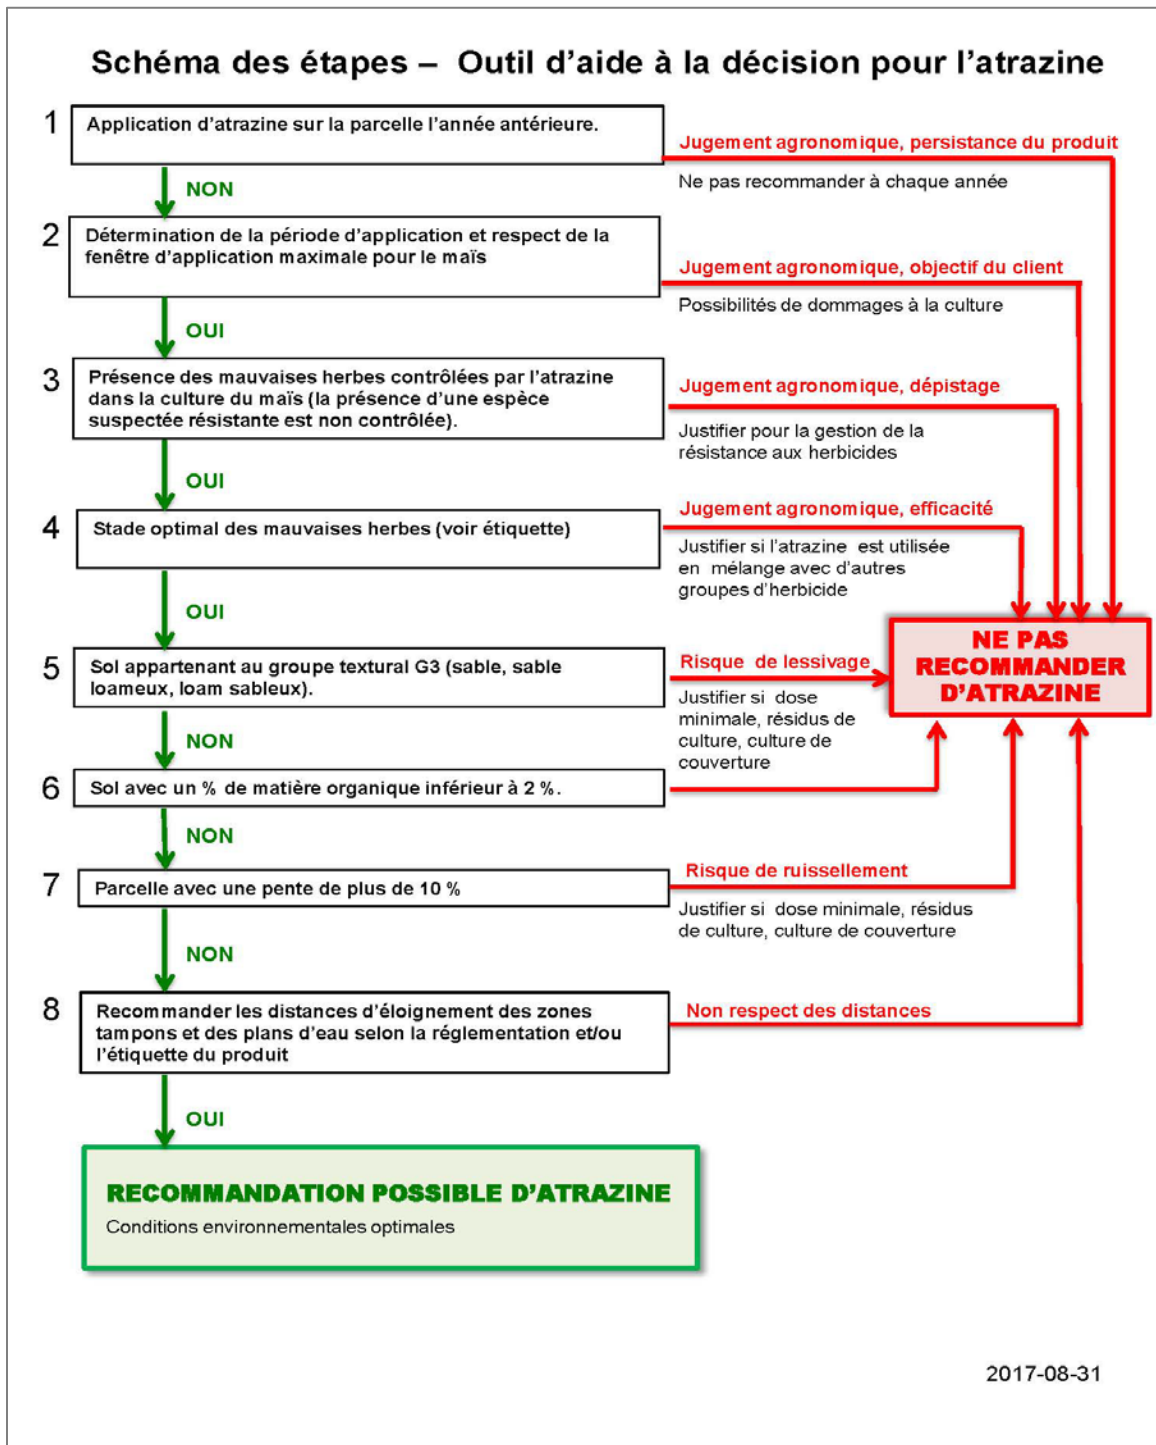 Schéma des étapes – Outil d'aide à la décision pour l'atrazine
1
Application d'atrazine sur la parcelle l'année antérieure.
Jugement agronomique, persistance du produit
Ne pas recommander à chaque année
NON
2
Détermination de la période d'application et respect de la
fenêtre d'application maximale pour le maïs
Jugement agronomique, objectif du client
Possibilités de dommages à la culture
OUI
3
Présence des mauvaises herbes contrôlées par l'atrazine
dans la culture du maïs (la présence d'une espèce
suspectée résistante est non contrôlée).
Jugement agronomique, dépistage
Justifier pour la gestion de la
résistance aux herbicides
OUI
4
Stade optimal des mauvaises herbes (voir étiquette)
Jugement agronomique, efficacité
Justifier si l'atrazine est utilisée
en mélange avec d'autres
groupes d'herbicide
OUI
NE PAS
RECOMMANDER
D'ATRAZINE
5
Sol appartenant au groupe textural G3 (sable, sable
loameux, loam sableux).
Risque de lessivage
Justifier si dose
minimale, résidus de
culture, culture de
couverture
NON
6
Sol avec un % de matière organique inférieur à 2 %.
NON
7
Parcelle avec une pente de plus de 10 %
Risque de ruissellement
Justifier si dose minimale, résidus
de culture, culture de couverture
NON
8
Recommander les distances d'éloignement des zones
tampons et des plans d'eau selon la réglementation et/ou
l'étiquette du produit
Non respect des distances
OUI
RECOMMANDATION POSSIBLE D'ATRAZINE
Conditions environnementales optimales
2017-08-31